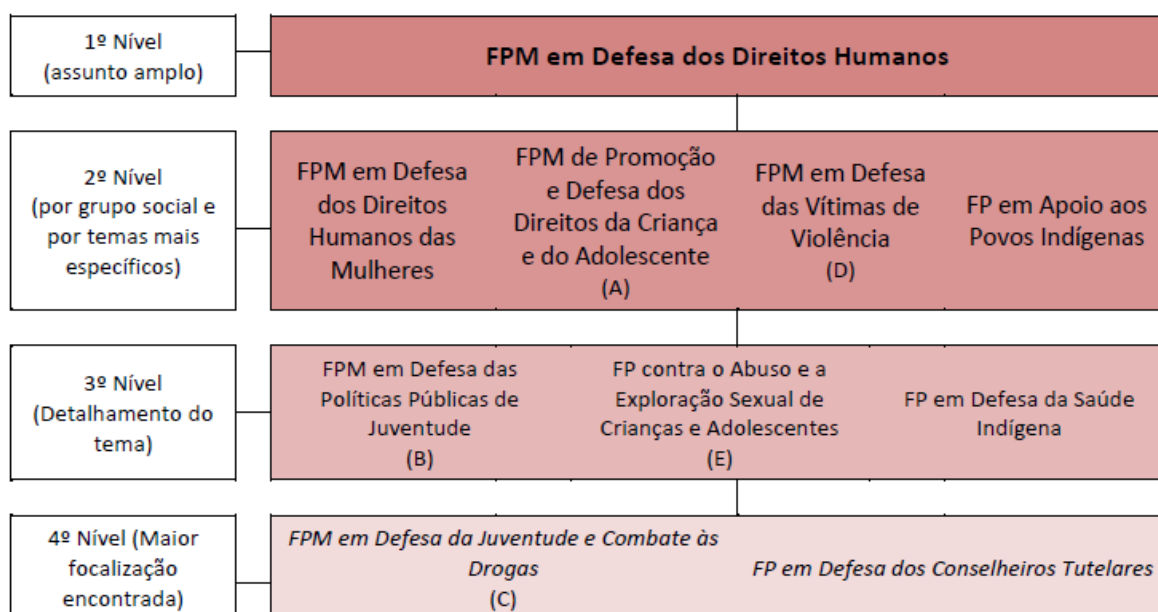 1º Nível
(assunto amplo)
FPM em Defesa dos Direitos Humanos
2º Nível
(por grupo social e
por temas mais
específicos)
FPM em Defesa
dos Direitos
Humanos das
Mulheres
FPM de Promoção
e Defesa dos
Direitos da Criança
e do Adolescente
(A)
FPM em Defesa
das Vítimas de
Violência
(D)
FP em Apoio aos
Povos Indígenas
3º Nível
(Detalhamento do
tema)
FPM em Defesa das
Políticas Públicas de
Juventude
(B)
FP contra o Abuso e a
Exploração Sexual de
Crianças e Adolescentes
(E)
FP em Defesa da Saúde
Indígena
4º Nível (Maior
focalização
encontrada)
FPM em Defesa da Juventude e Combate às
Drogas
(C)
FP em Defesa dos Conselheiros Tutelares